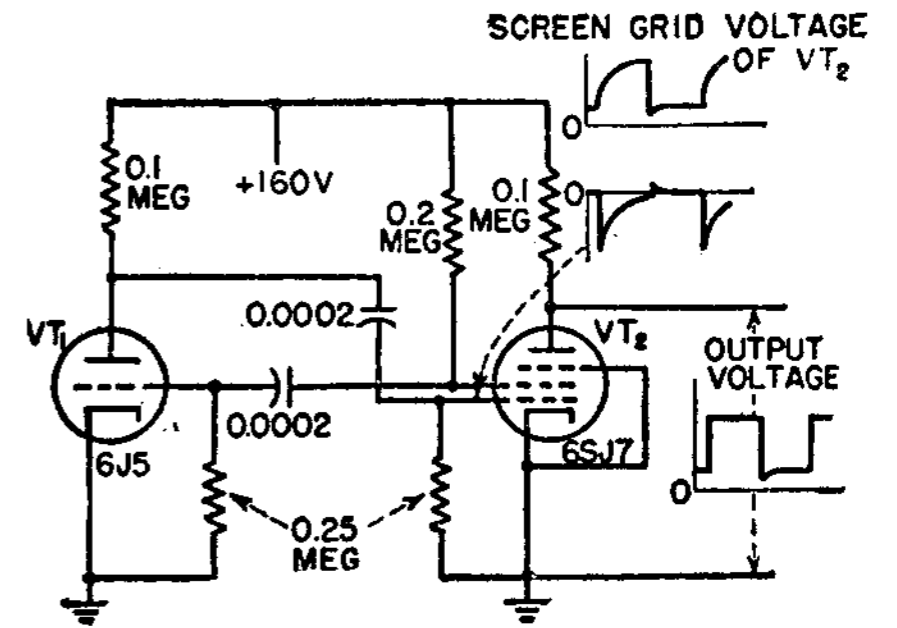 SCREEN GRID VOLTAGE
OF VT2
0
0.1
MEG
+160V
0.2
MEG
0.1
MEG
0
0.0002
VT1
VT2
OUTPUT
VOLTAGE
0.0002
6J5
6SJ7
0
0.25
MEG